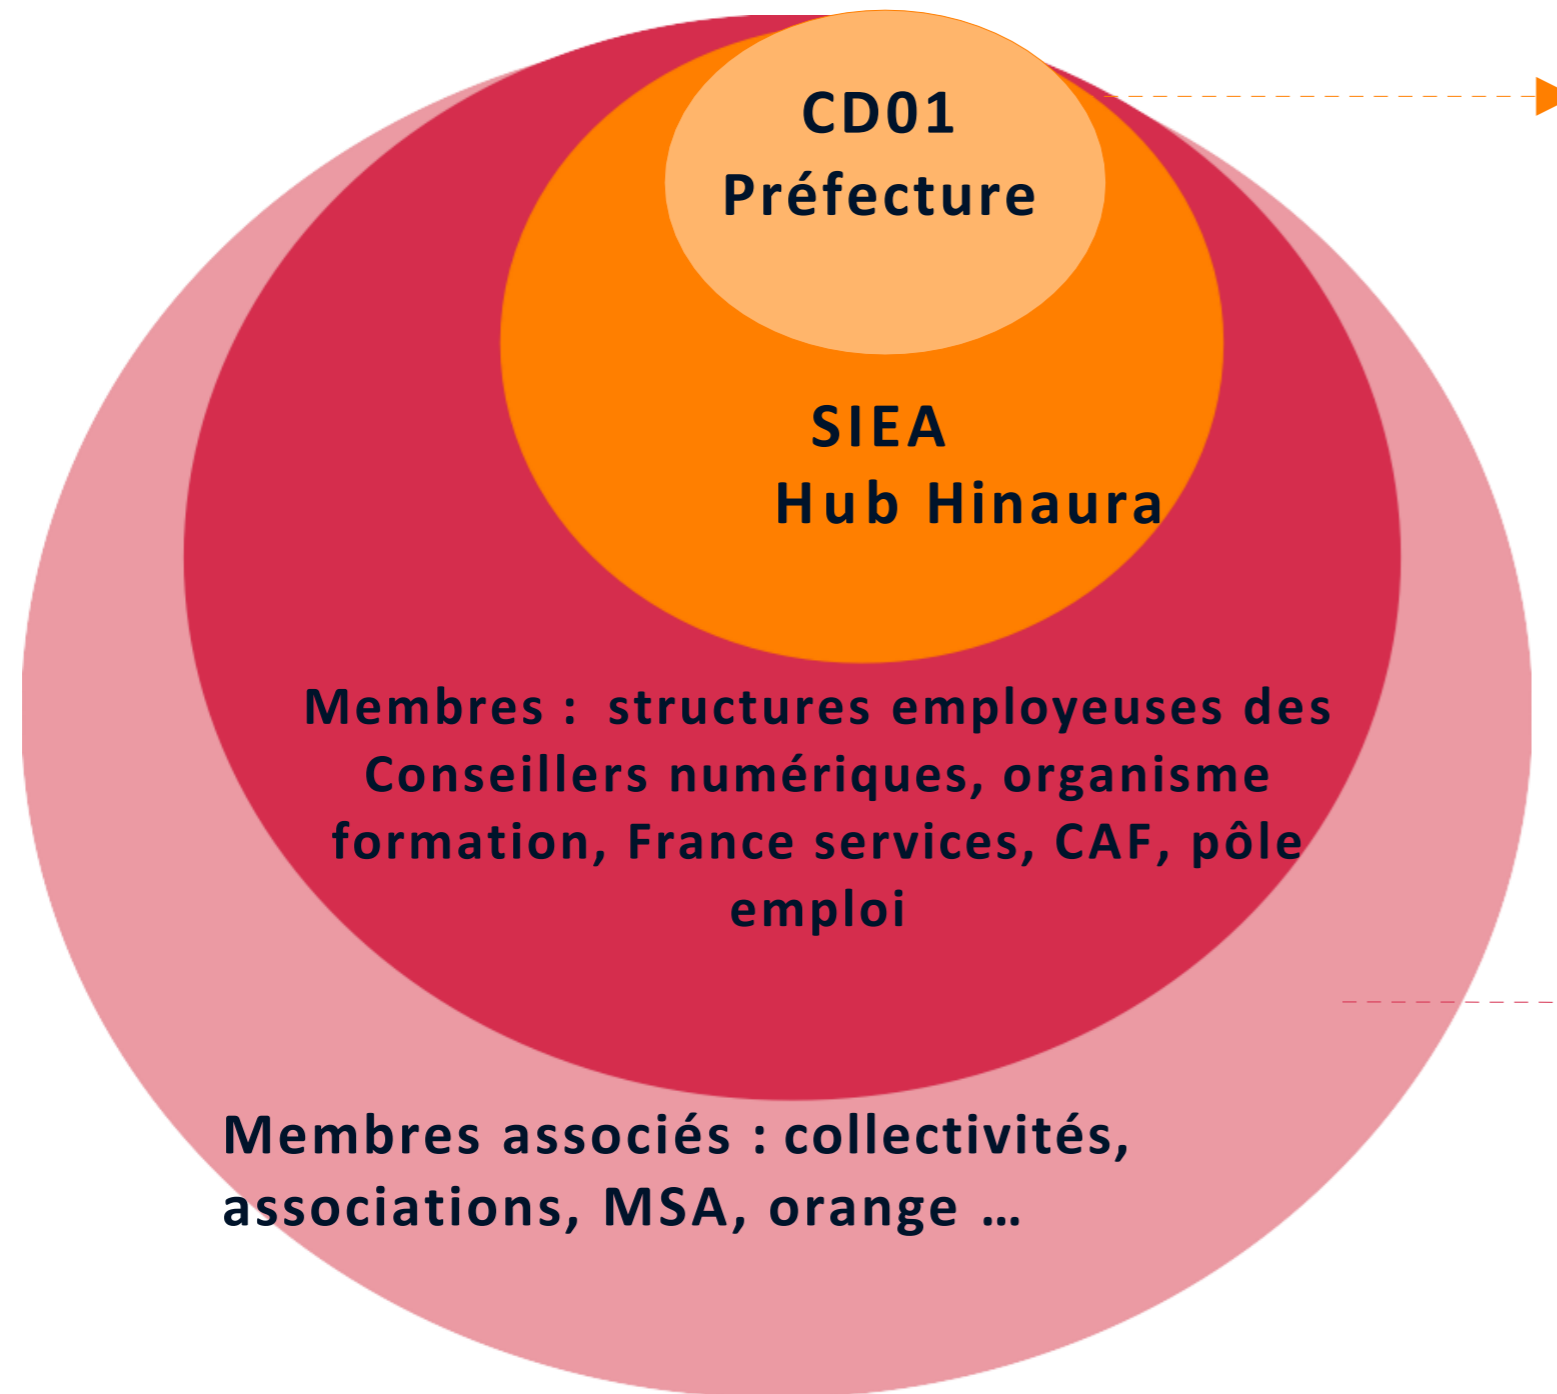 CD01
Préfecture
SIEA
Hub Hinaura
Membres : structures employeuses des
Conseillers numériques, organisme
formation, France services, CAF, pôle
emploi
Membres associés : collectivités,
associations, MSA, orange …